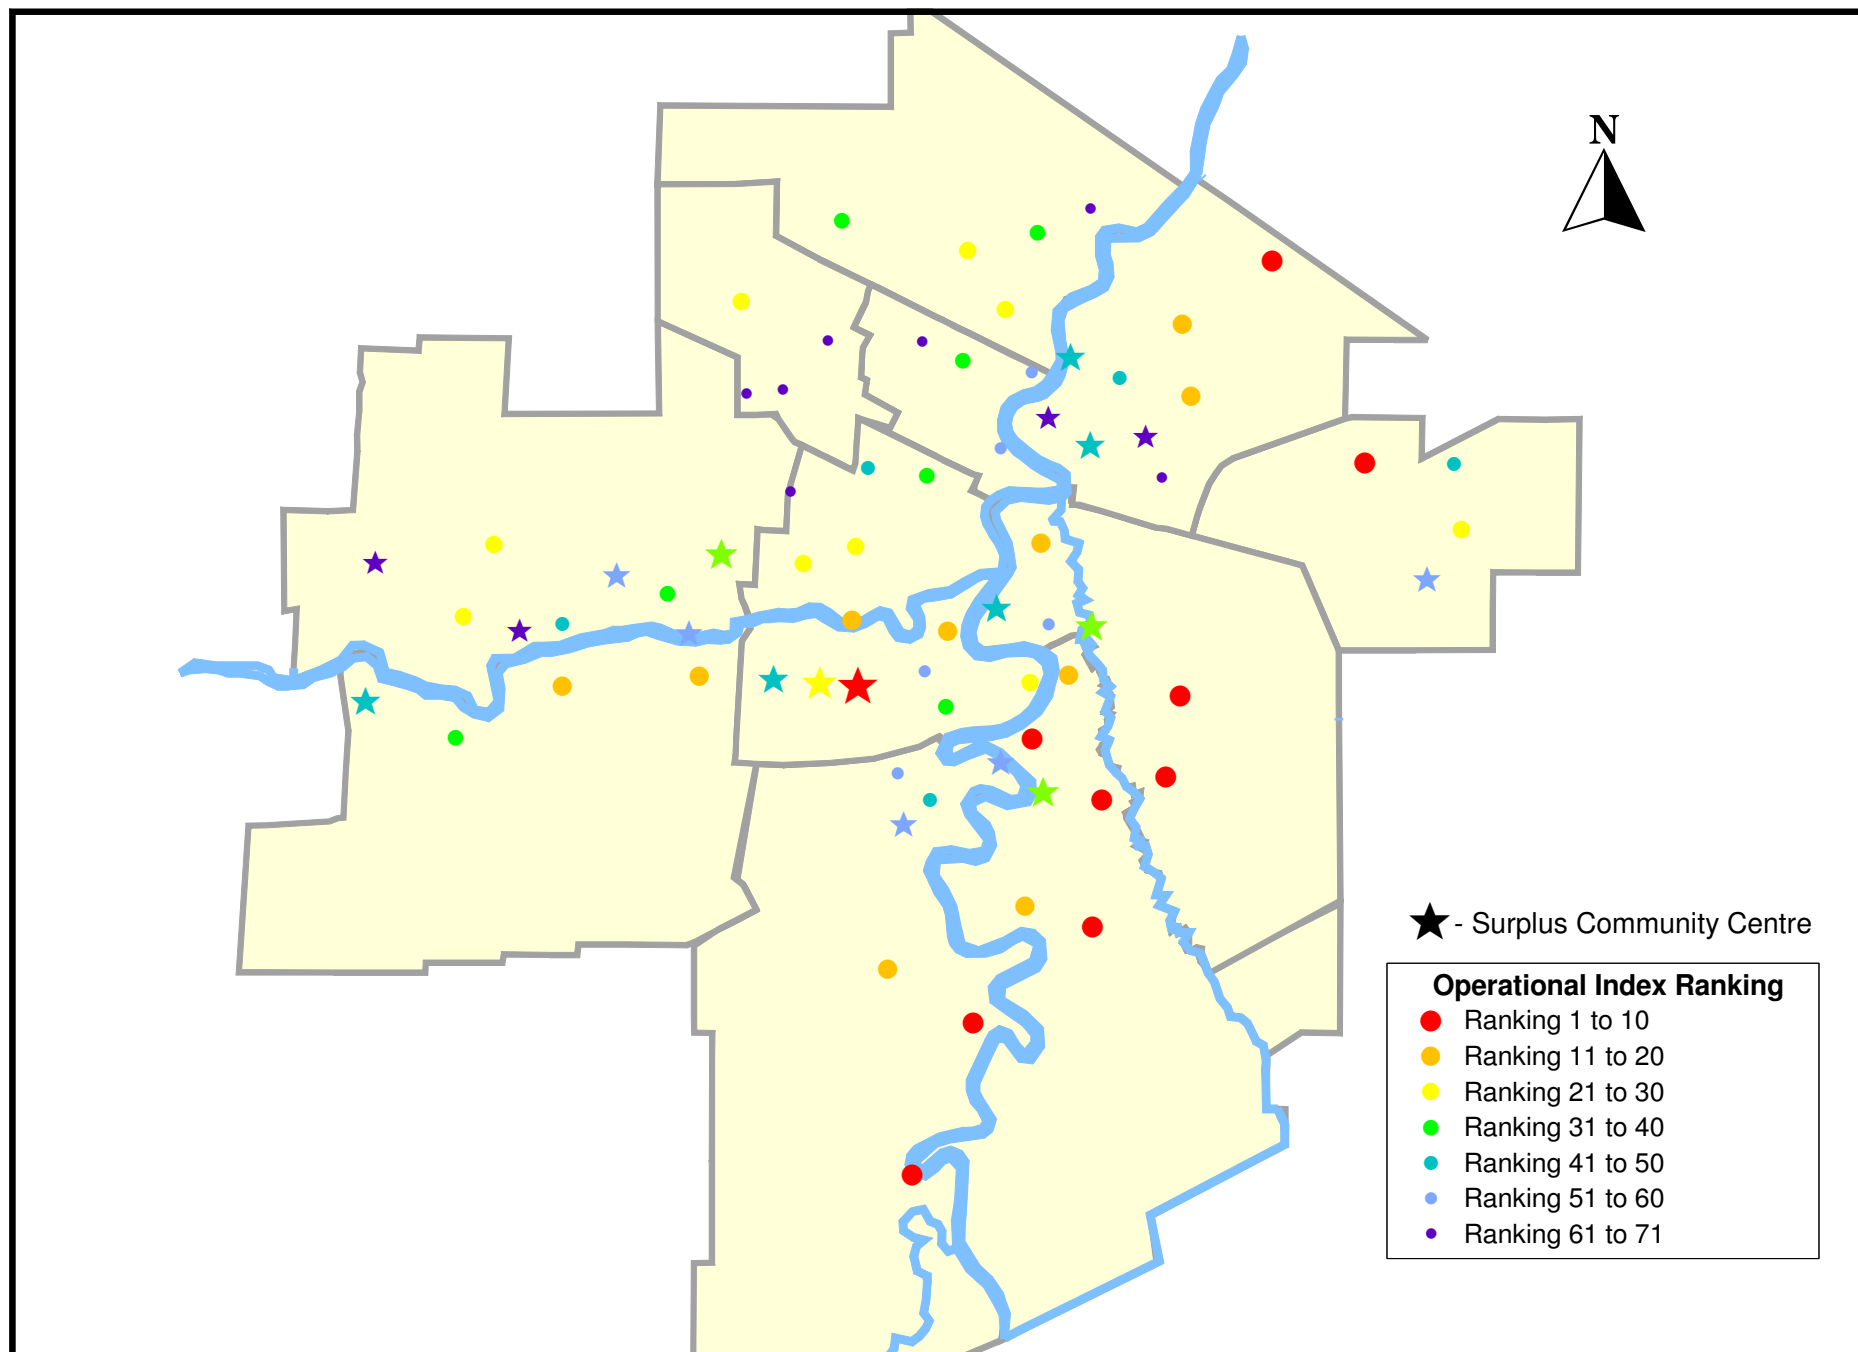 N
- Surplus Community Centre
Operational Index Ranking
Ranking 1 to 10
Ranking 11 to 20
Ranking 21 to 30
Ranking 31 to 40
Ranking 41 to 50
Ranking 51 to 60
Ranking 61 to 71